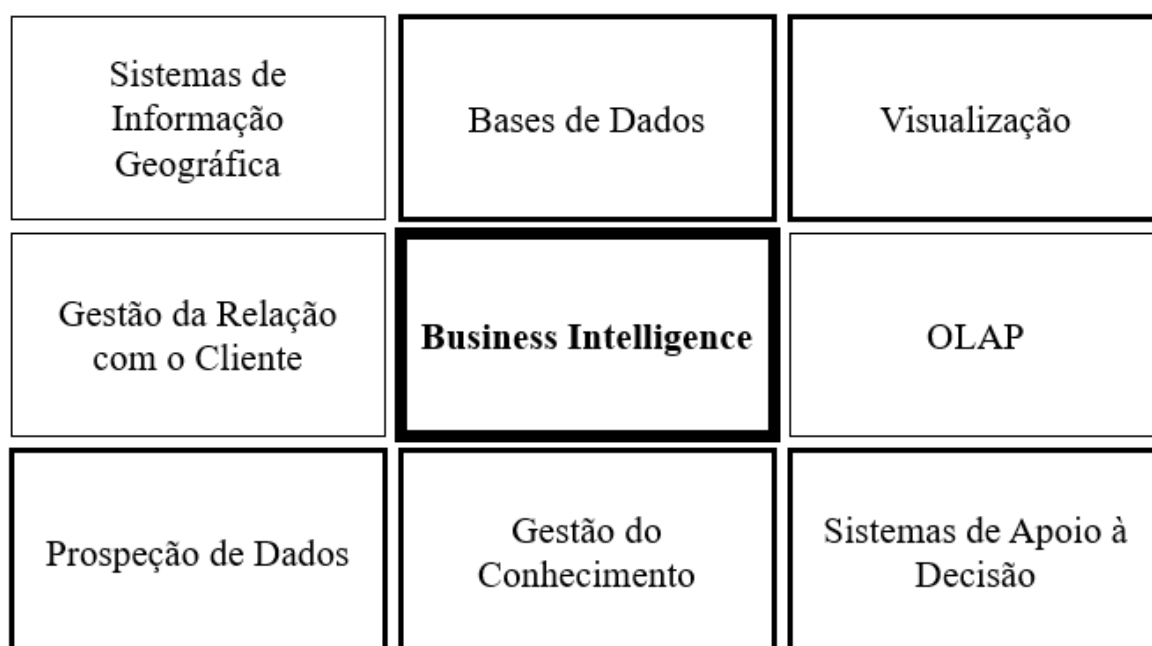 Sistemas de
Informação
Geográfica
Bases de Dados
Visualização
Gestão da Relação
com o Cliente
Business Intelligence
OLAP
Prospeção de Dados
Gestão do
Conhecimento
Sistemas de Apoio à
Decisão